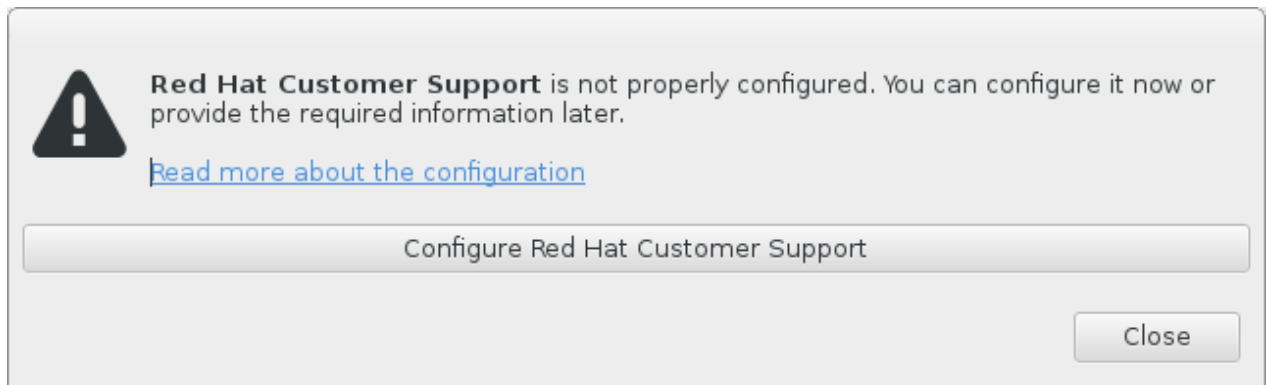 Red Hat Customer Support is not properly configured. You can configure it now or
provide the required information later.
Read more about the configuration
Configure Red Hat Customer Support
Close